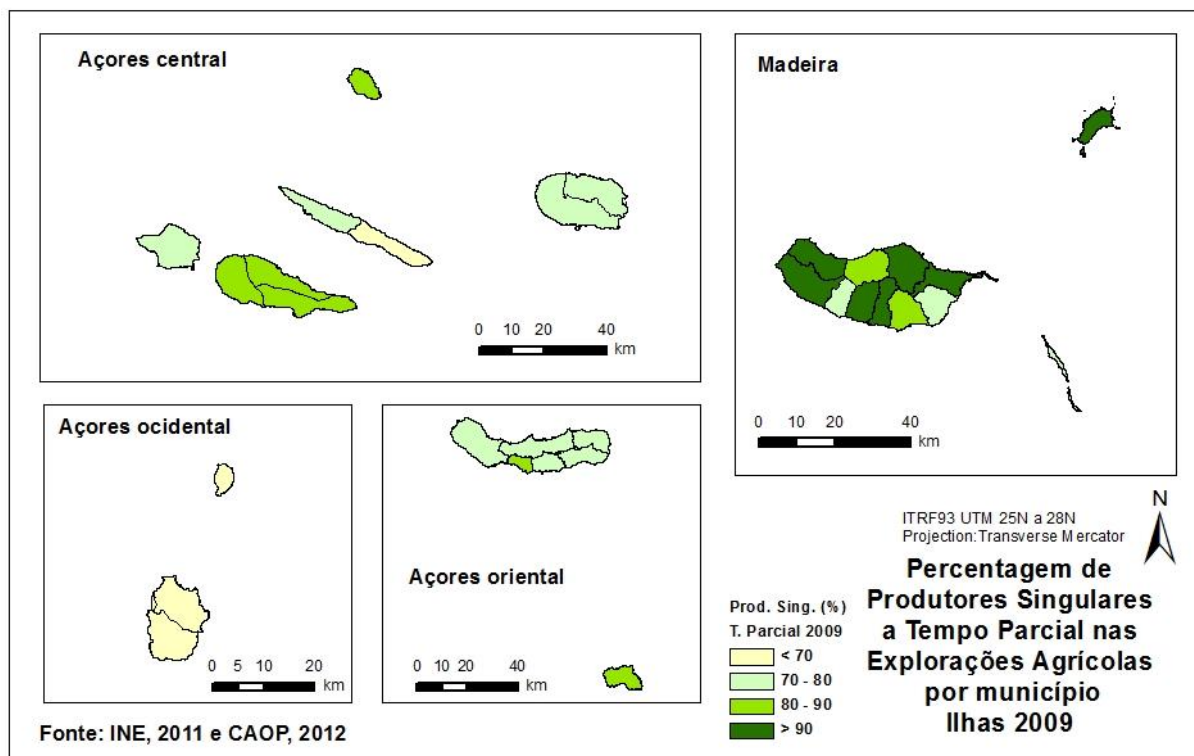 Açores central
0 10 20 40
km
Madeira
0 10 20 40
km
Açores ocidental
0 5 10 20
km
Açores oriental
0 10 20 40
km
N
ITRF93 UTM 25N a 28N
Projection:Transverse Mercator
Percentagem de
Produtores Singulares
a Tempo Parcial nas
Explorações Agrícolas
por município
Ilhas 2009
Prod. Sing. (%)
T. Parcial 2009
< 70
70 - 80
80 - 90
> 90
Fonte: INE, 2011 e CAOP, 2012